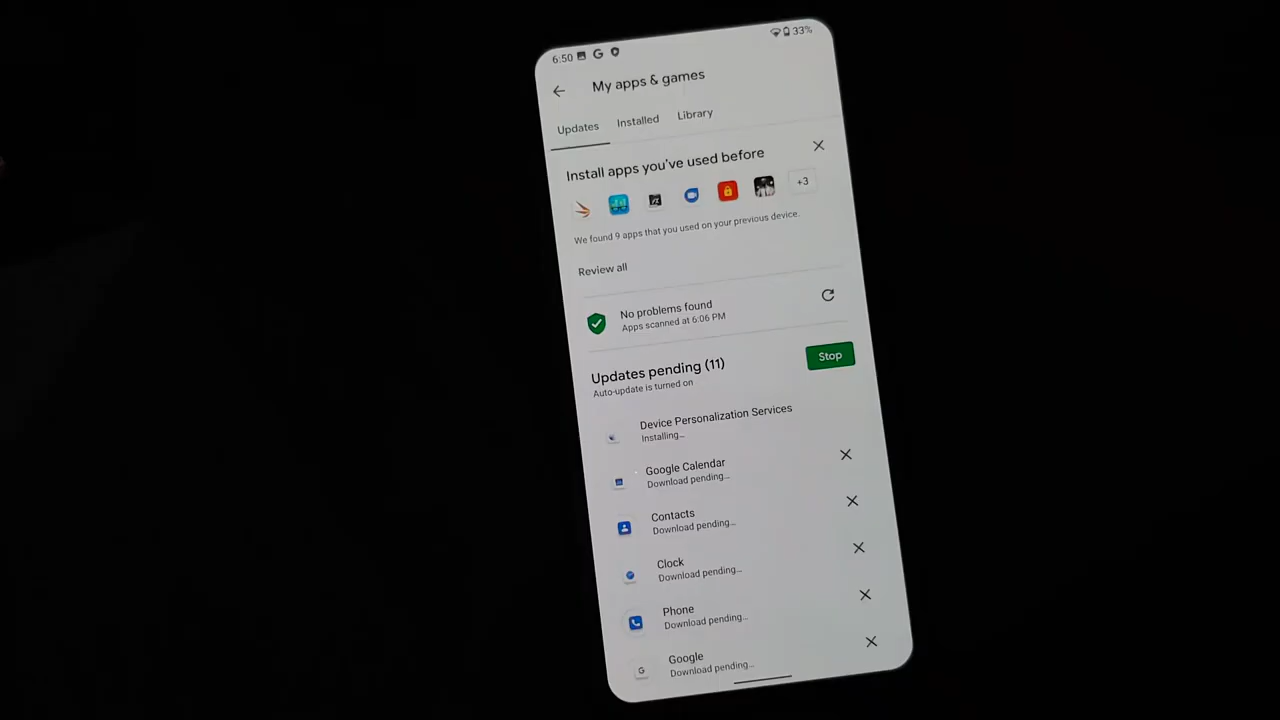 6:50 G 33%
My apps & games
Updates Installed Library
Install apps you've used before
+3
We found 9 apps that you used on your previous device.
Review all
No problems found
Apps scanned at 6:06 PM
Updates pending (11)
Auto-update is turned on
Stop
Device Personalization Services
Installing...
Google Calendar
Download pending...
Contacts
Download pending...
Clock
Download pending...
Phone
Download pending...
G
Google
Download pending...